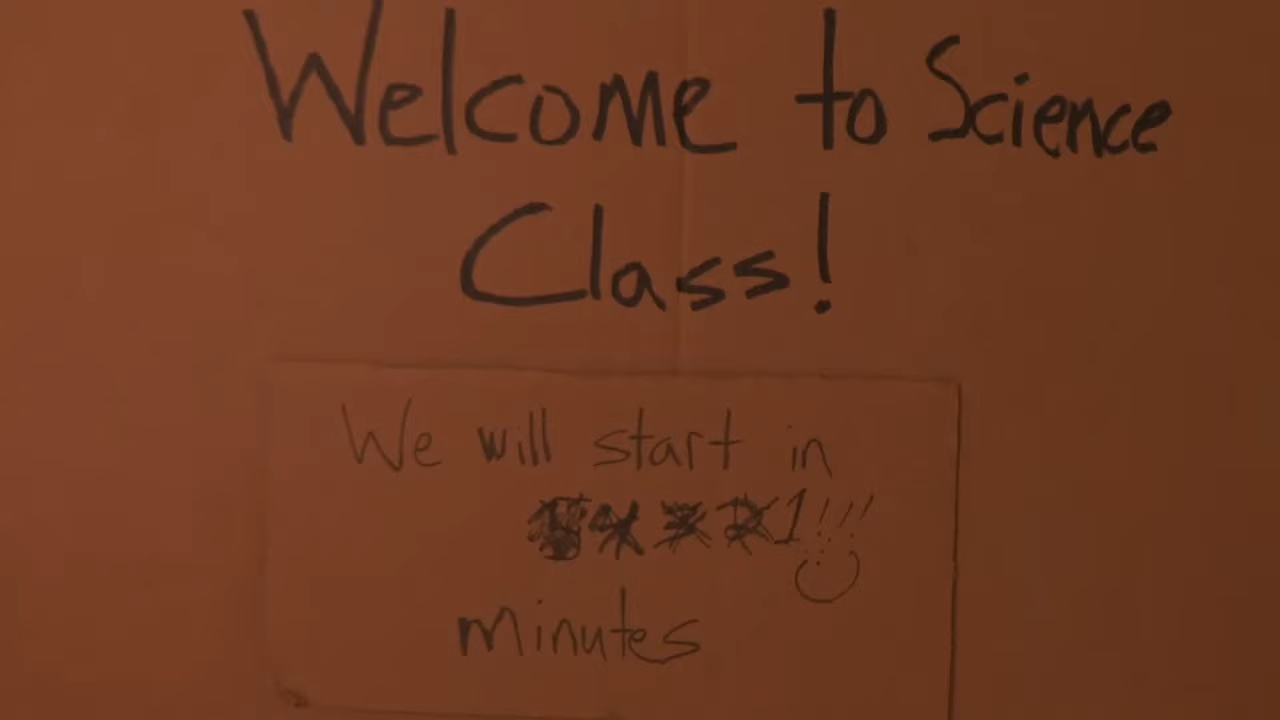 Welcome to Science
Class!
We will start in
1!!!
minutes